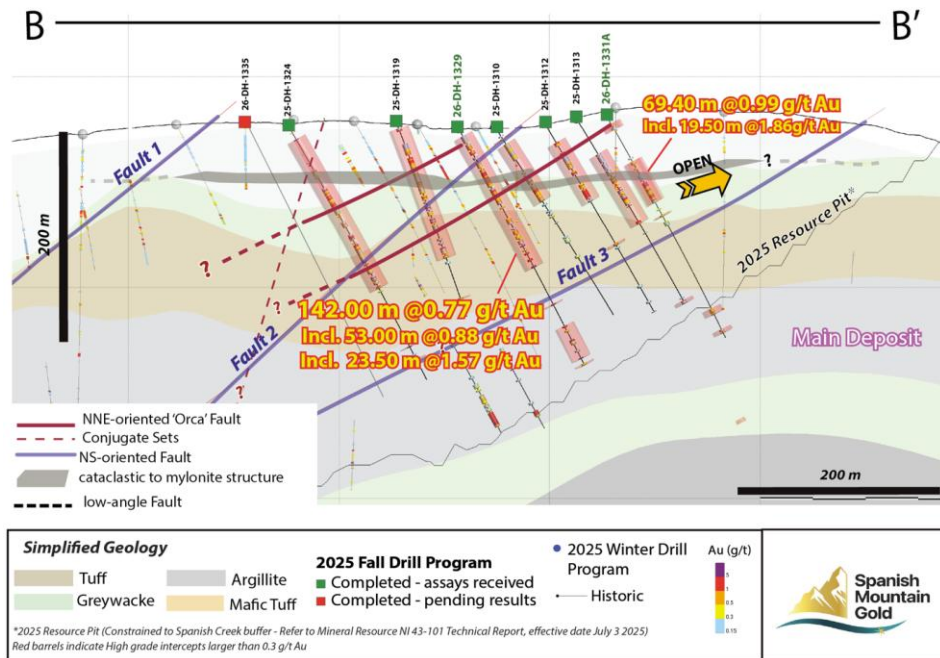 B
B'
26-DH-1335
25-DH-1324
25-DH-1319
26-DH-1329
25-DH-1310
25-DH-1312
25-DH-1313
26-DH-1331A
69.40 m @0.99 g/t Au
Incl. 19.50 m @1.86g/t Au
Fault 1
OPEN
?
200 m
2025 Resource Pit*
?
?
Fault 3
142.00 m @0.77 g/t Au
Incl. 53.00 m @0.88 g/t Au
Incl. 23.50 m @1.57 g/t Au
Fault 2
Main Deposit
?
NNE-oriented 'Orca' Fault
Conjugate Sets
NS-oriented Fault
cataclastic to mylonite structure
low-angle Fault
200 m
Simplified Geology
Tuff
Argillite
Greywacke
Mafic Tuff
2025 Fall Drill Program
Completed - assays received
Completed - pending results
2025 Winter Drill
Program
Historic
Au (g/t)
5
1
0.5
0.3
0.15
*2025 Resource Pit (Constrained to Spanish Creek buffer - Refer to Mineral Resource NI 43-101 Technical Report, effective date July 3 2025)
Red barrels indicate High grade intercepts larger than 0.3 g/t Au
Spanish
Mountain
Gold